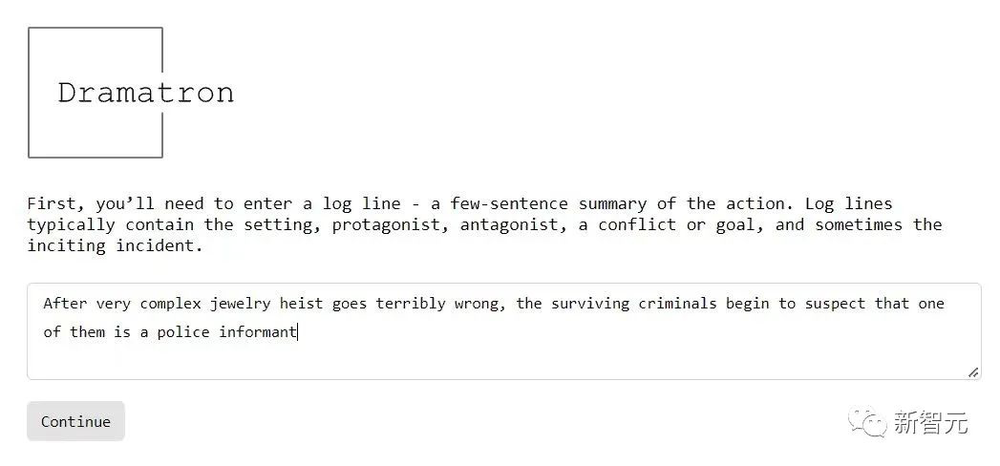 Dramatron
First, you’ll need to enter a log line - a few-sentence summary of the action. Log lines
typically contain the setting, protagonist, antagonist, a conflict or goal, and sometimes the
inciting incident.
After very complex jewelry heist goes terribly wrong, the surviving criminals begin to suspect that one
of them is a police informant
Continue
新智元